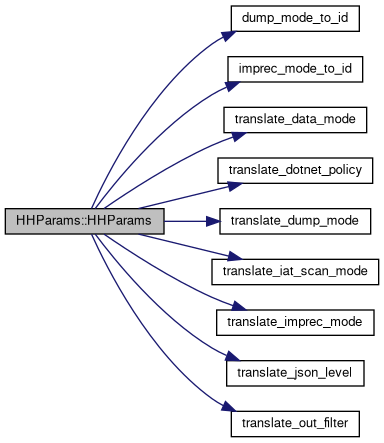 dump_mode_to_id
imprec_mode_to_id
translate_data_mode
translate_dotnet_policy
HHParams::HHParams
translate_dump_mode
translate_iat_scan_mode
translate_imprec_mode
translate_json_level
translate_out_filter